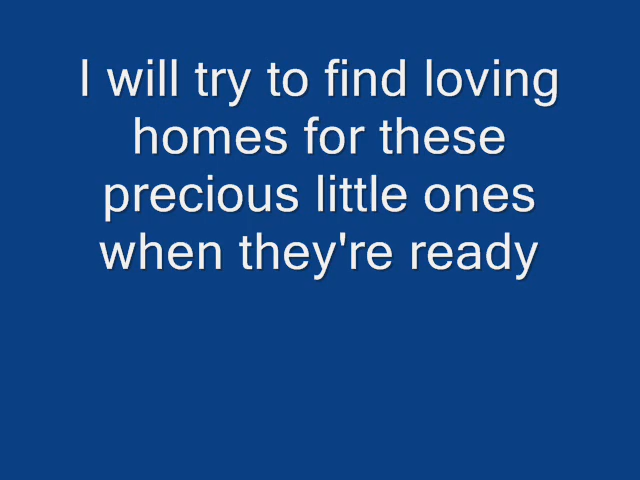 I will try to find loving
homes for these
precious little ones
when they're ready